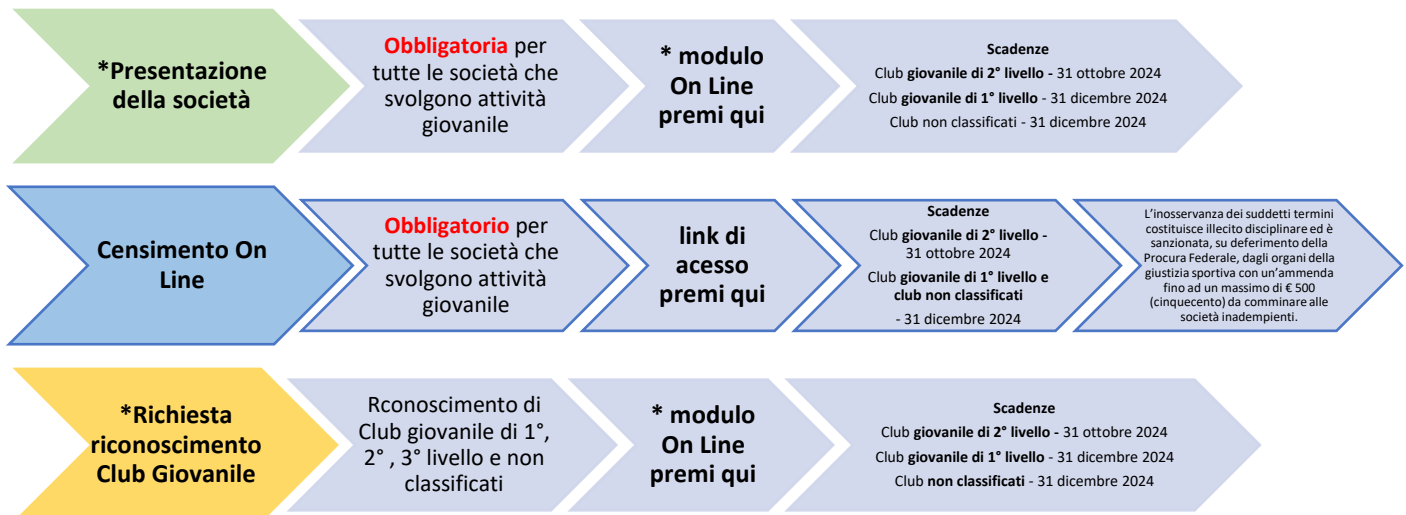 *Presentazione
della società
Obbligatoria per
tutte le società che
svolgono attività
giovanile
* modulo
On Line
premi qui
Scadenze
Club giovanile di 2° livello - 31 ottobre 2024
Club giovanile di 1° livello - 31 dicembre 2024
Club non classificati - 31 dicembre 2024
Censimento On
Line
Obbligatorio per
tutte le società che
svolgono attività
giovanile
link di
acesso
premi qui
Scadenze
Club giovanile di 2° livello -
31 ottobre 2024
Club giovanile di 1° livello e
club non classificati
- 31 dicembre 2024
L'inosservanza dei suddetti termini
costituisce illecito disciplinare ed è
sanzionata, su deferimento della
Procura Federale, dagli organi della
giustizia sportiva con un'ammenda
fino ad un massimo di € 500
(cinquecento) da comminare alle
società inadempienti.
*Richiesta
riconoscimento
Club Giovanile
Rconoscimento di
Club giovanile di 1°,
2° , 3° livello e non
classificati
* modulo
On Line
premi qui
Scadenze
Club giovanile di 2° livello - 31 ottobre 2024
Club giovanile di 1° livello - 31 dicembre 2024
Club non classificati - 31 dicembre 2024